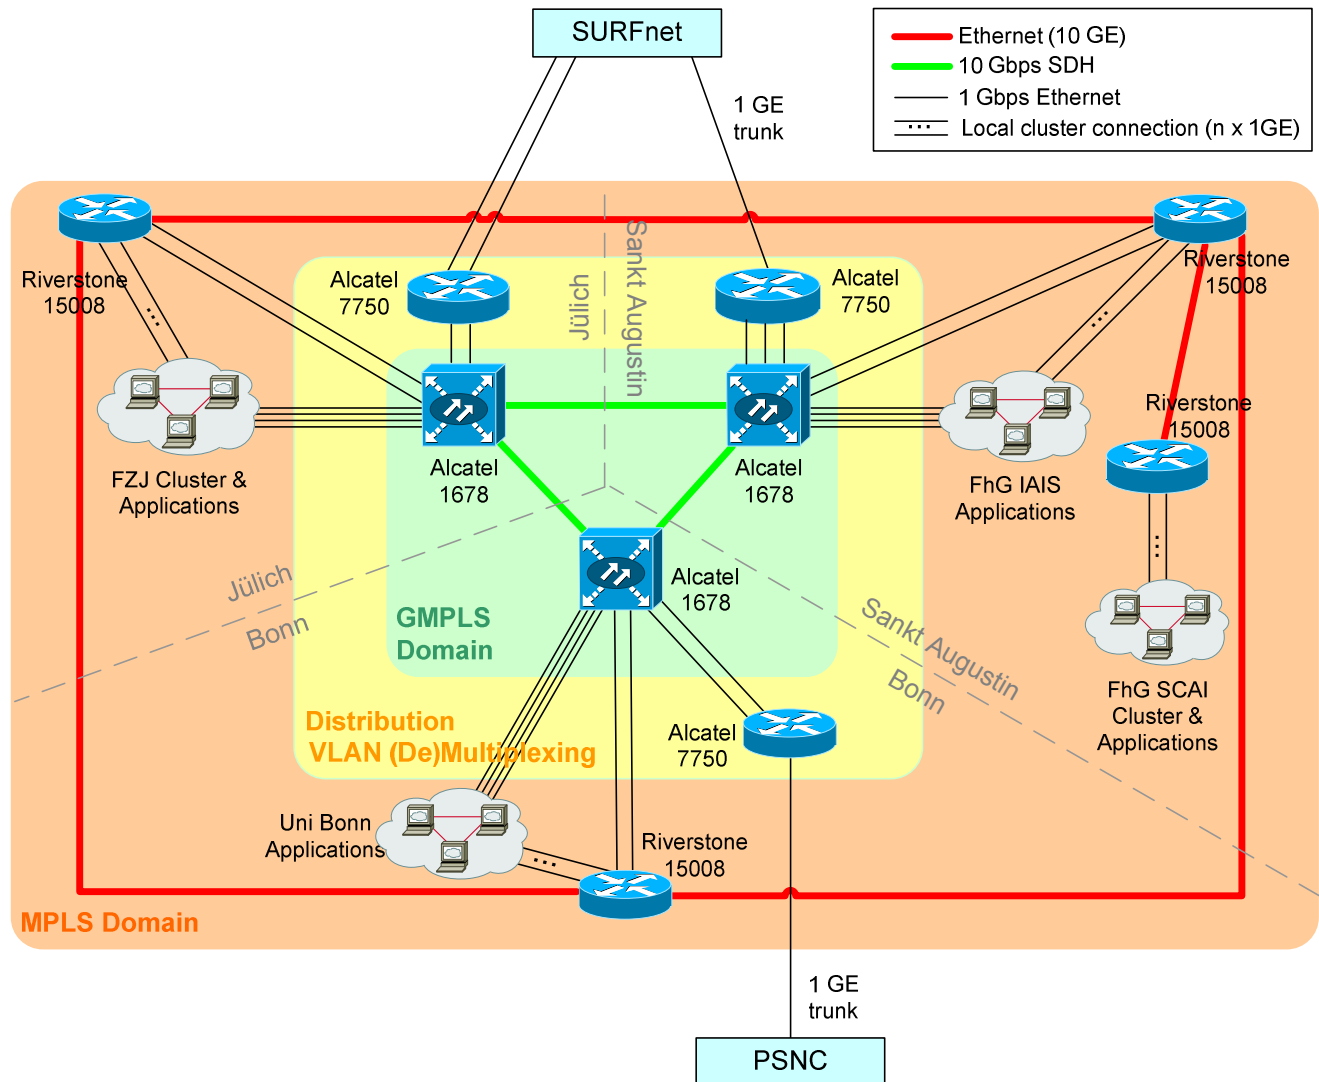 SURFnet
Ethernet (10 GE)
10 Gbps SDH
1 Gbps Ethernet
Local cluster connection (n x 1GE)
1 GE
trunk
Riverstone
15008
Alcatel
7750
Jülich
Sankt Augustin
Alcatel
7750
Riverstone
15008
Riverstone
15008
FZJ Cluster &
Applications
Alcatel
1678
Alcatel
1678
FhG IAIS
Applications
Alcatel
1678
Jülich
Bonn
GMPLS
Domain
Sankt Augustin
Bonn
FhG SCAI
Cluster &
Applications
Distribution
VLAN (De)Multiplexing
Alcatel
7750
Uni Bonn
Applications
Riverstone
15008
MPLS Domain
1 GE
trunk
PSNC